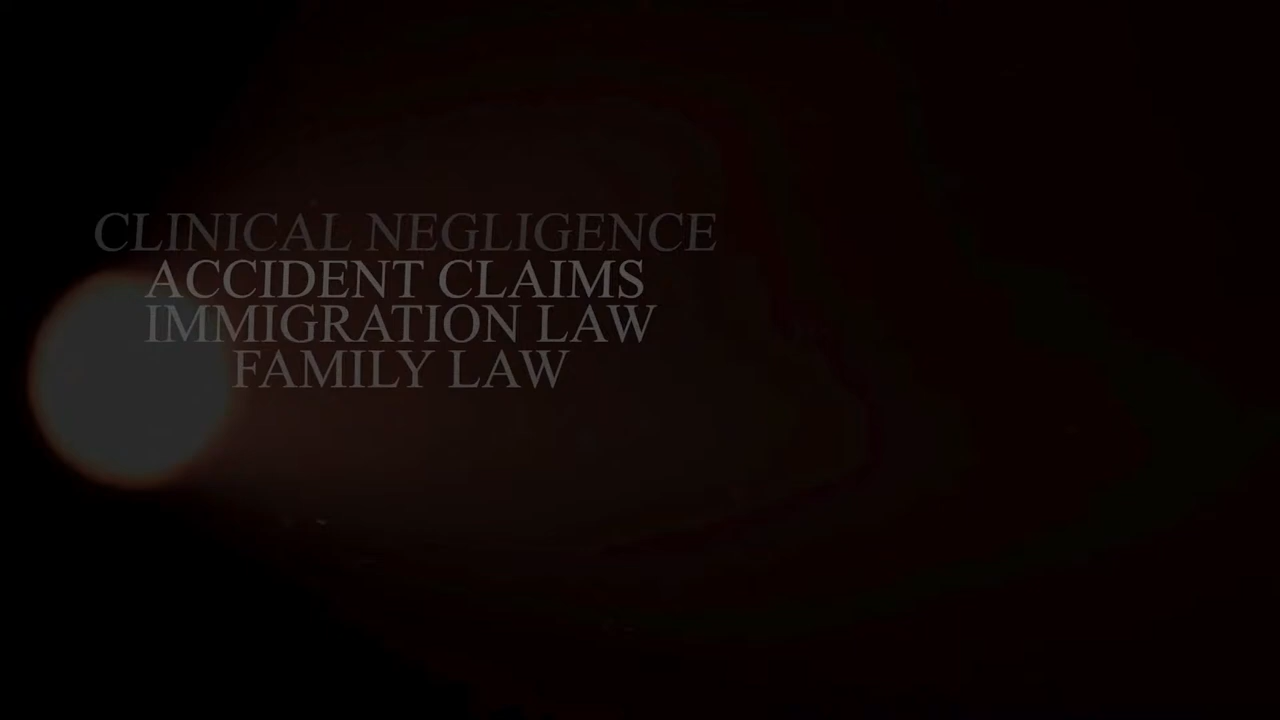 CLINICAL NEGLIGENCE
ACCIDENT CLAIMS
IMMIGRATION LAW
FAMILY LAW